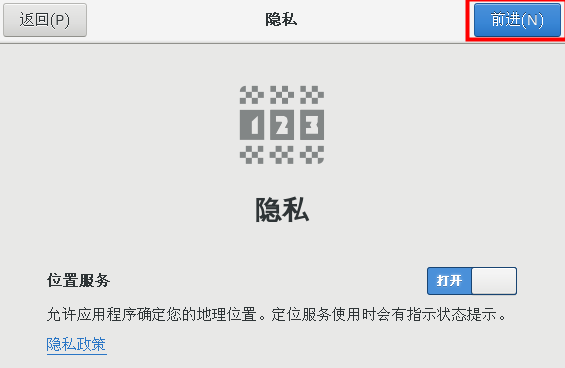 返回(P) 隐私 前进(N)
1 2 3
隐私
位置服务 打开
允许应用程序确定您的地理位置。定位服务使用时会有指示状态提示。
隐私政策